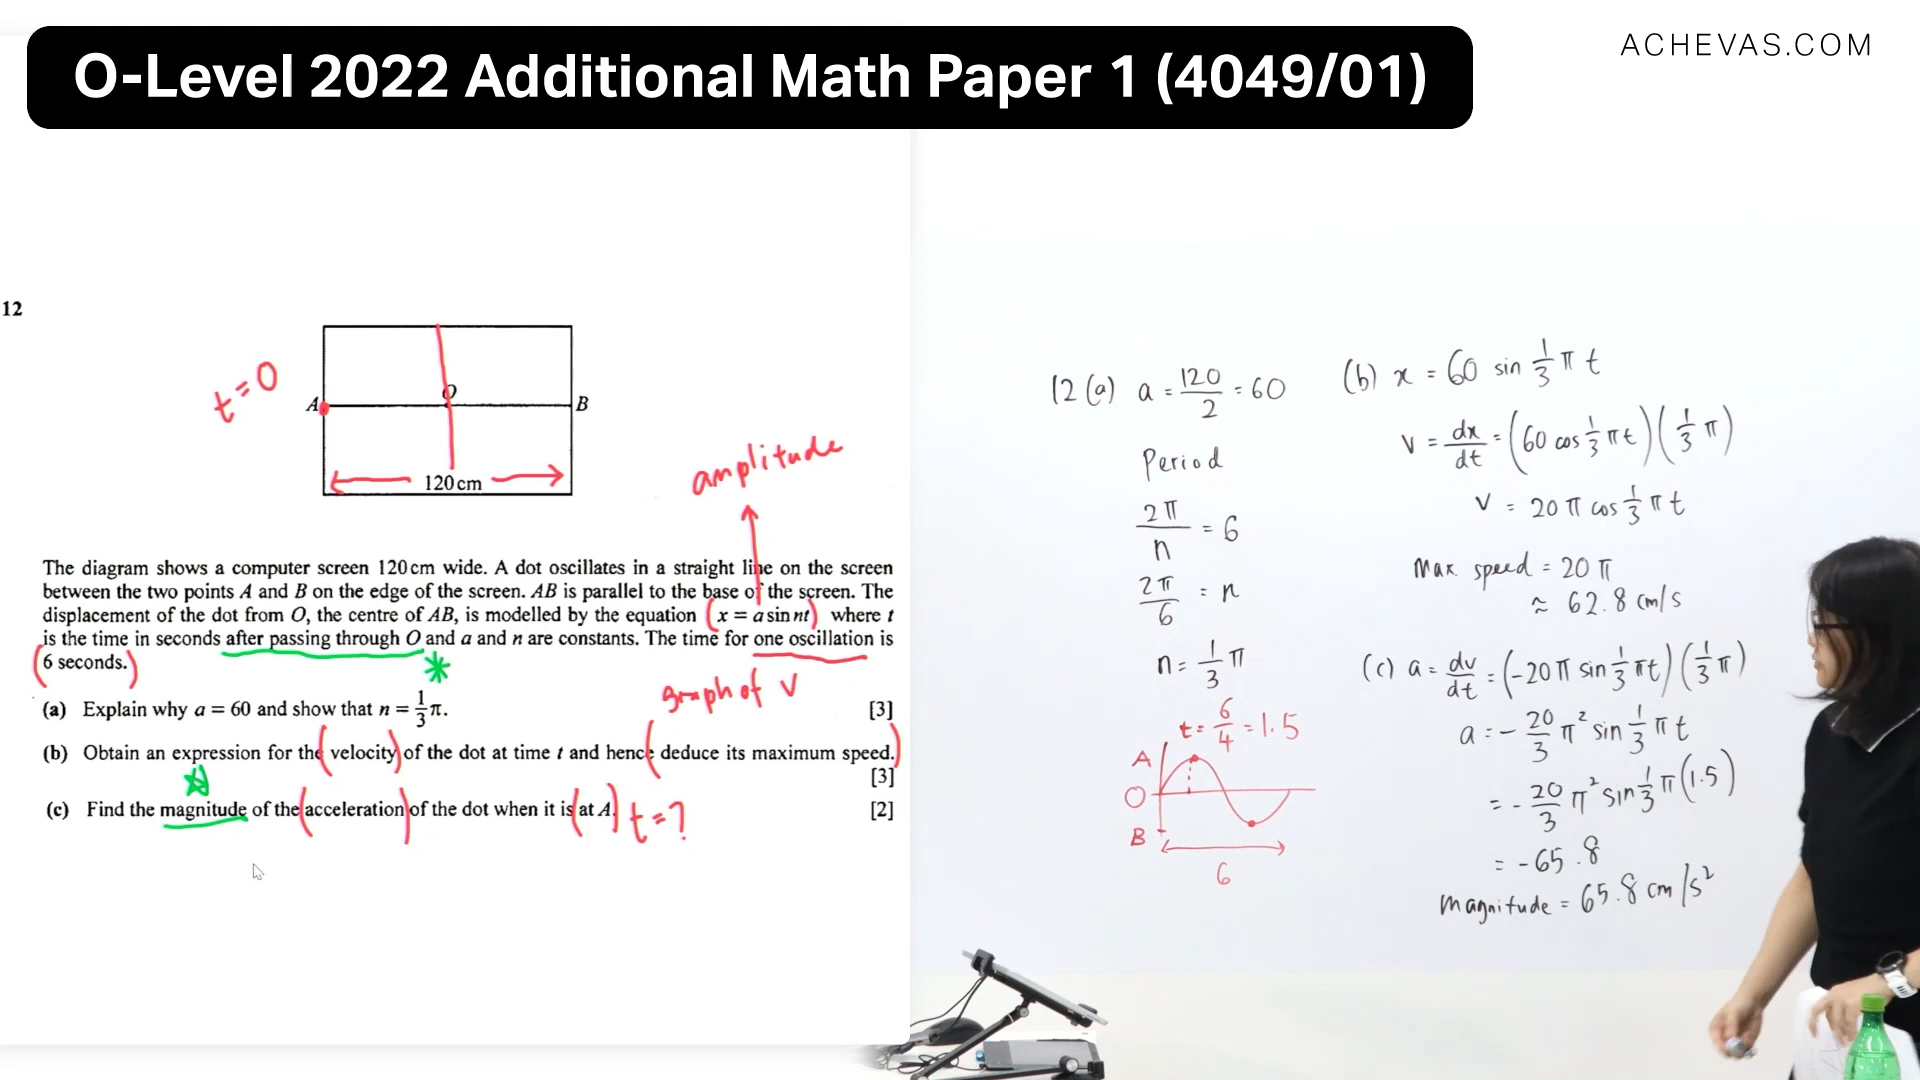 O-Level 2022 Additional Math Paper 1 (4049/01)
ACHEVAS.COM
12
t=0
A
O
B
120 cm
amplitude
The diagram shows a computer screen 120 cm wide. A dot oscillates in a straight line on the screen
between the two points A and B on the edge of the screen. AB is parallel to the base of the screen. The
displacement of the dot from O, the centre of AB, is modelled by the equation (x = a sin nt) where t
is the time in seconds after passing through O and a and n are constants. The time for one oscillation is
(6 seconds.)
graph of v
(a) Explain why a = 60 and show that n = 1/3 π. [3]
(b) Obtain an expression for the (velocity) of the dot at time t and hence (deduce its maximum speed.)
[3]
(c) Find the magnitude of the (acceleration) of the dot when it is (at A.) t=? [2]
12 (a) a = 120/2 = 60
Period
2π/n = 6
2π/6 = n
n = 1/3 π
t = 6/4 = 1.5
A
O
B
6
(b) x = 60 sin 1/3 π t
v = dx/dt = (60 cos 1/3 π t)(1/3 π)
v = 20 π cos 1/3 π t
Max speed = 20 π
≈ 62.8 cm/s
(c) a = dv/dt = (-20π sin 1/3 πt)(1/3 π)
a = - 20/3 π² sin 1/3 π t
= - 20/3 π² sin 1/3 π (1.5)
= -65.8
magnitude = 65.8 cm/s²